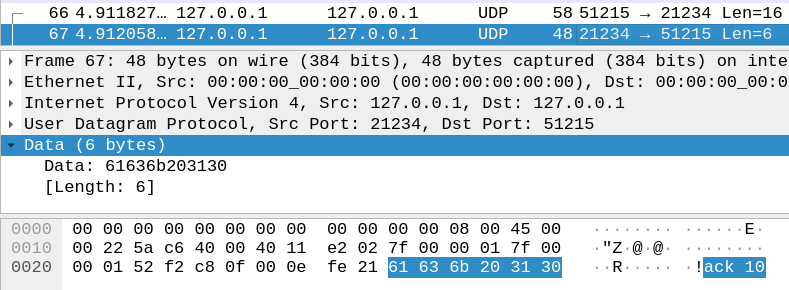 66 4.911827… 127.0.0.1 127.0.0.1 UDP 58 51215 → 21234 Len=16
67 4.912058… 127.0.0.1 127.0.0.1 UDP 48 21234 → 51215 Len=6
Frame 67: 48 bytes on wire (384 bits), 48 bytes captured (384 bits) on inte
Ethernet II, Src: 00:00:00_00:00:00 (00:00:00:00:00:00), Dst: 00:00:00_00:0
Internet Protocol Version 4, Src: 127.0.0.1, Dst: 127.0.0.1
User Datagram Protocol, Src Port: 21234, Dst Port: 51215
Data (6 bytes)
Data: 61636b203130
[Length: 6]
0000 00 00 00 00 00 00 00 00 00 00 00 00 08 00 45 00 ········ ······E·
0010 00 22 5a c6 40 00 40 11 e2 02 7f 00 00 01 7f 00 ·"Z·@·@· ········
0020 00 01 52 f2 c8 0f 00 0e fe 21 61 63 6b 20 31 30 ··R····· ·!ack 10